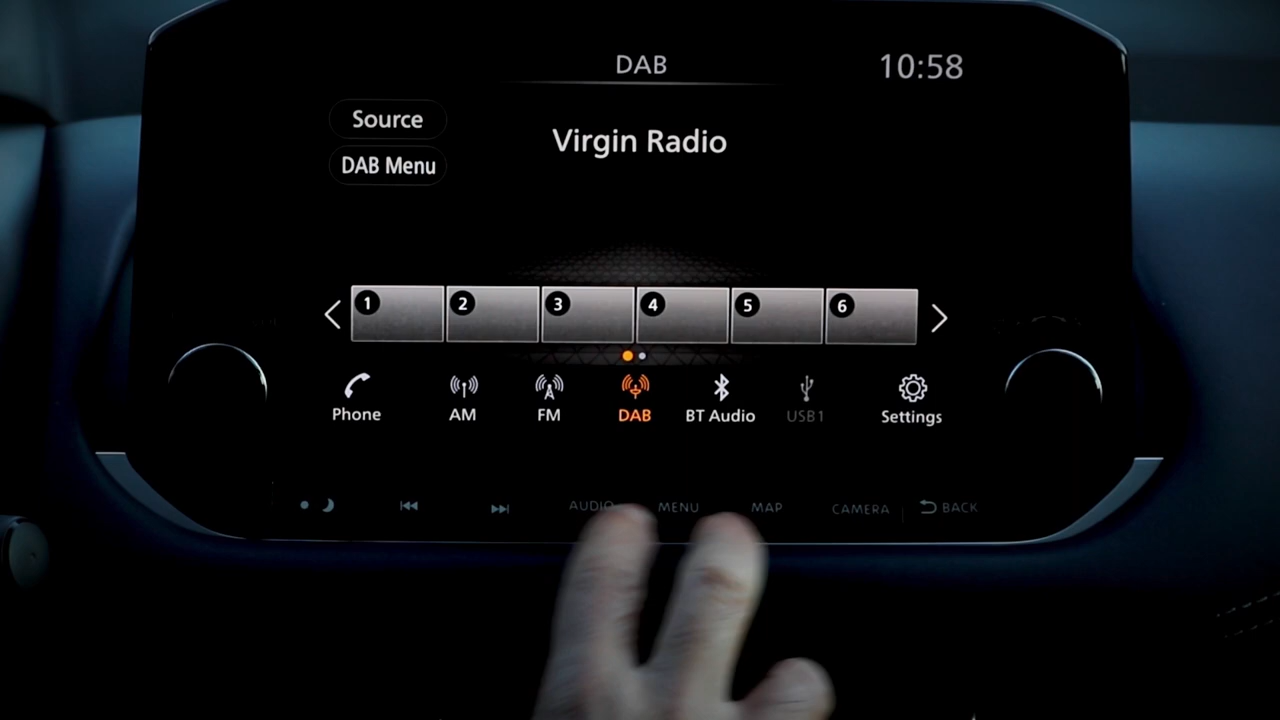 DAB
10:58
Source
Virgin Radio
DAB Menu
1 2 3 4 5 6
Phone AM FM DAB BT Audio USB1 Settings
AUDIO MENU MAP CAMERA BACK